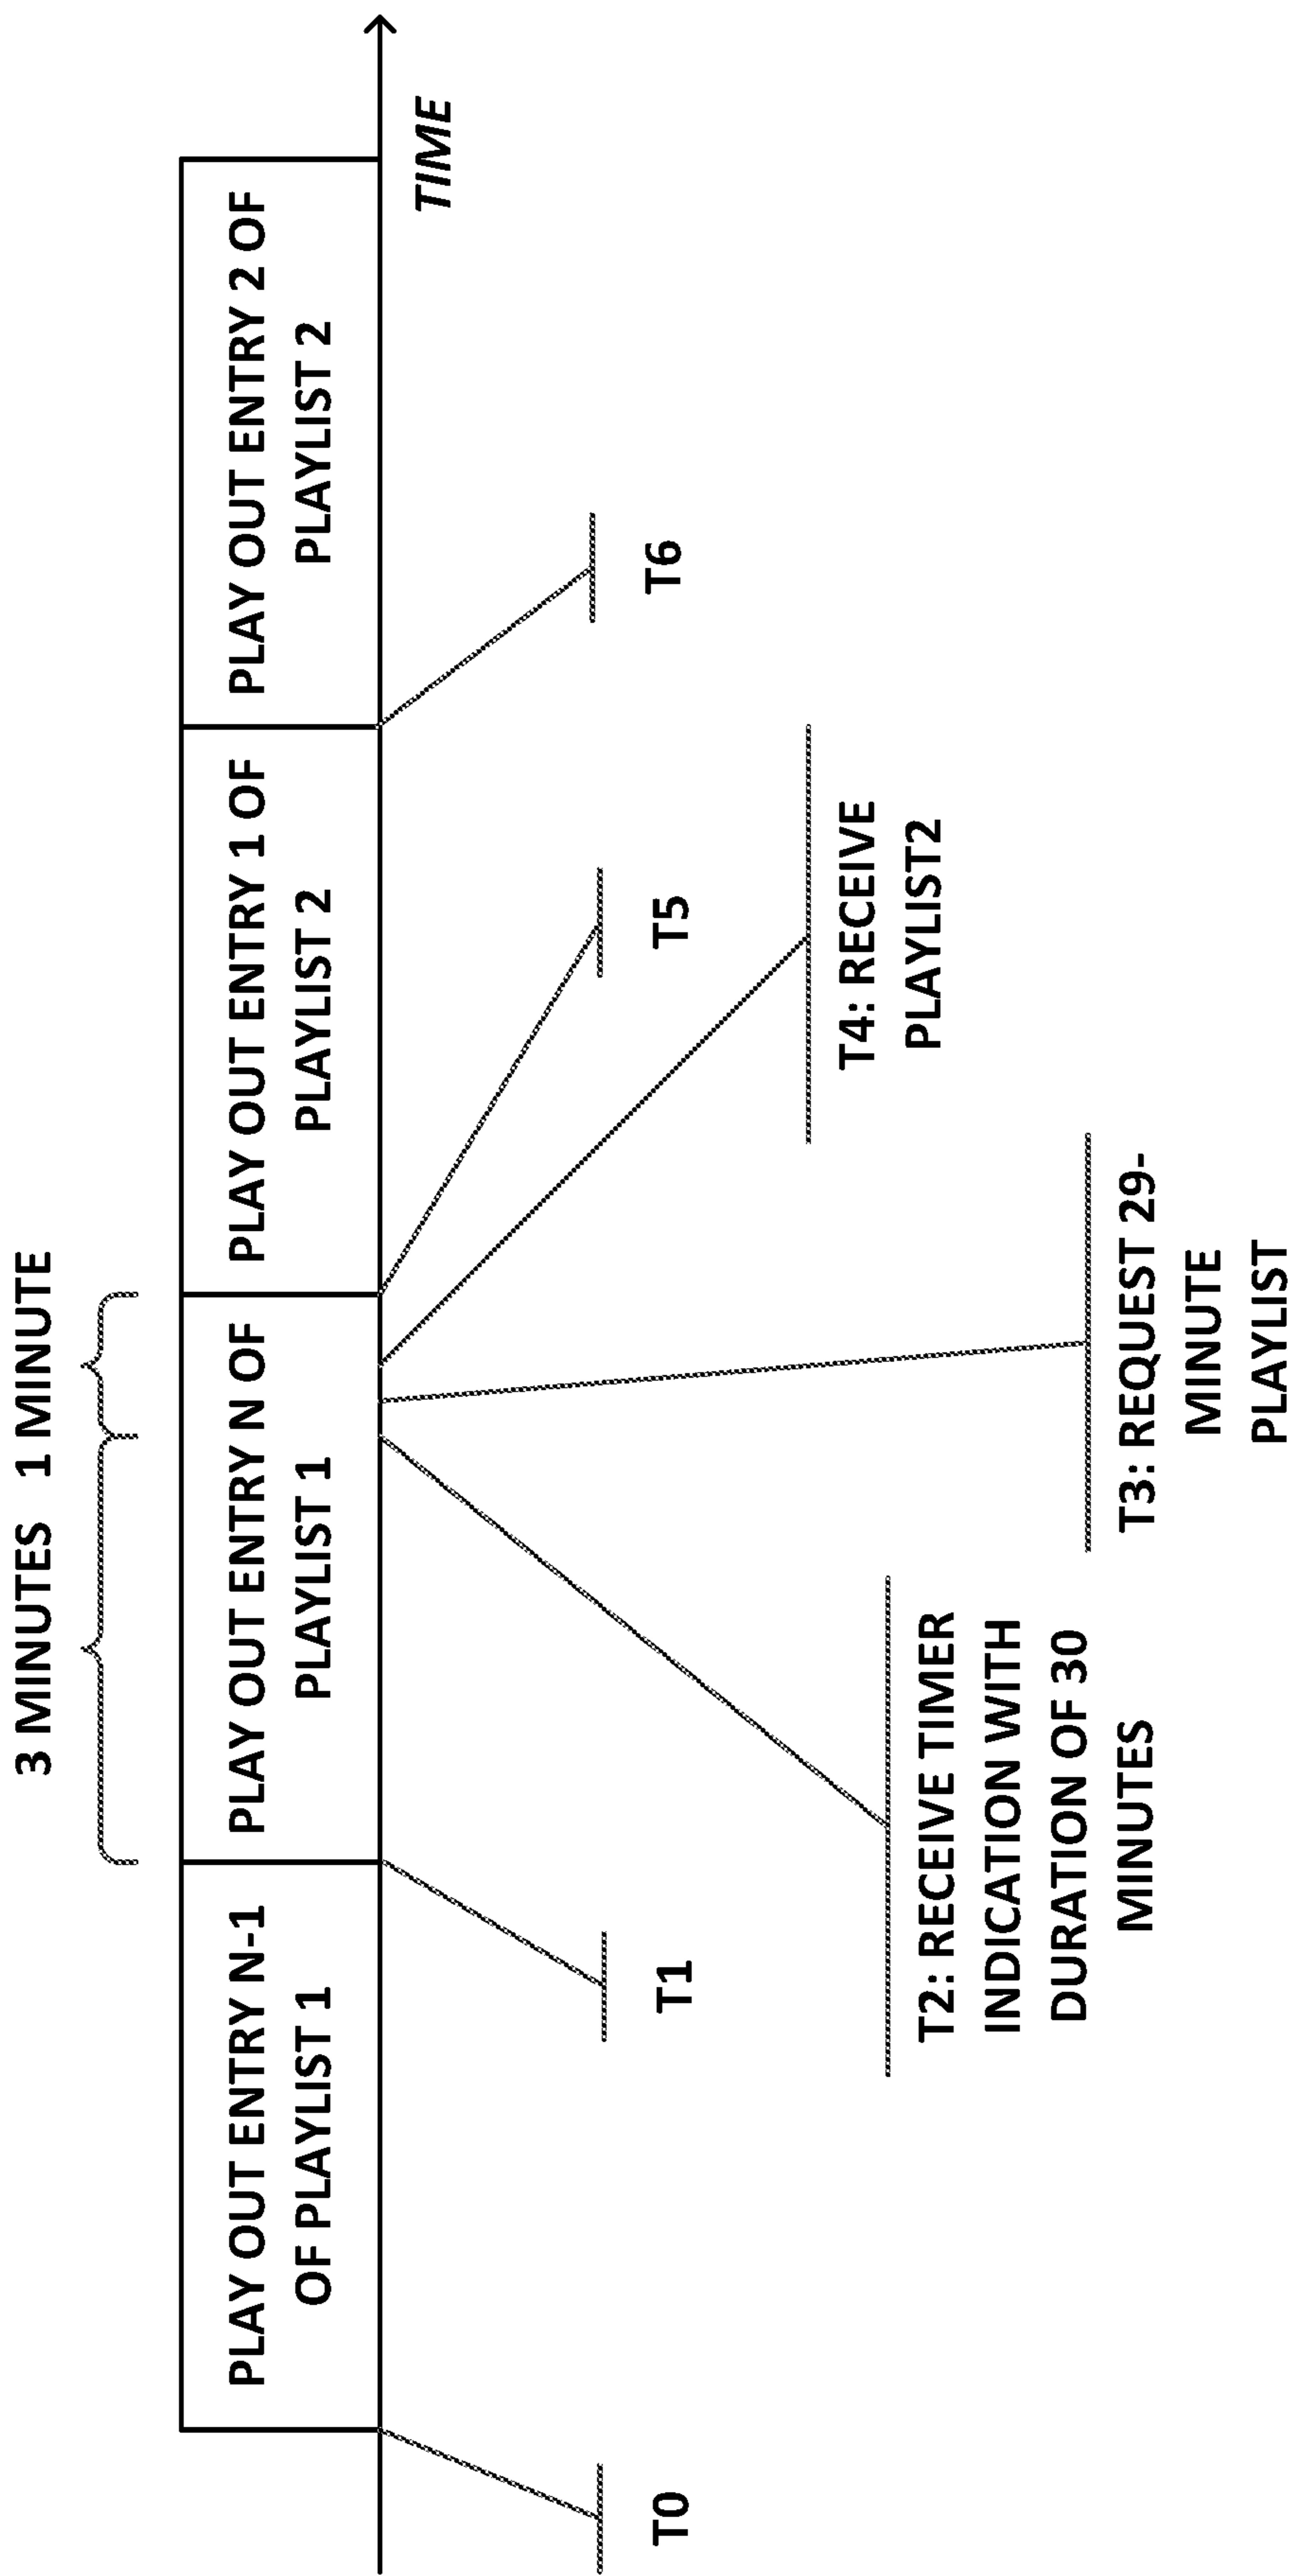 3 MINUTES 1 MINUTE
PLAY OUT ENTRY N-1
OF PLAYLIST 1
PLAY OUT ENTRY N OF
PLAYLIST 1
PLAY OUT ENTRY 1 OF
PLAYLIST 2
PLAY OUT ENTRY 2 OF
PLAYLIST 2
TIME
T0
T1
T2: RECEIVE TIMER
INDICATION WITH
DURATION OF 30
MINUTES
T3: REQUEST 29-
MINUTE
PLAYLIST
T4: RECEIVE
PLAYLIST2
T5
T6